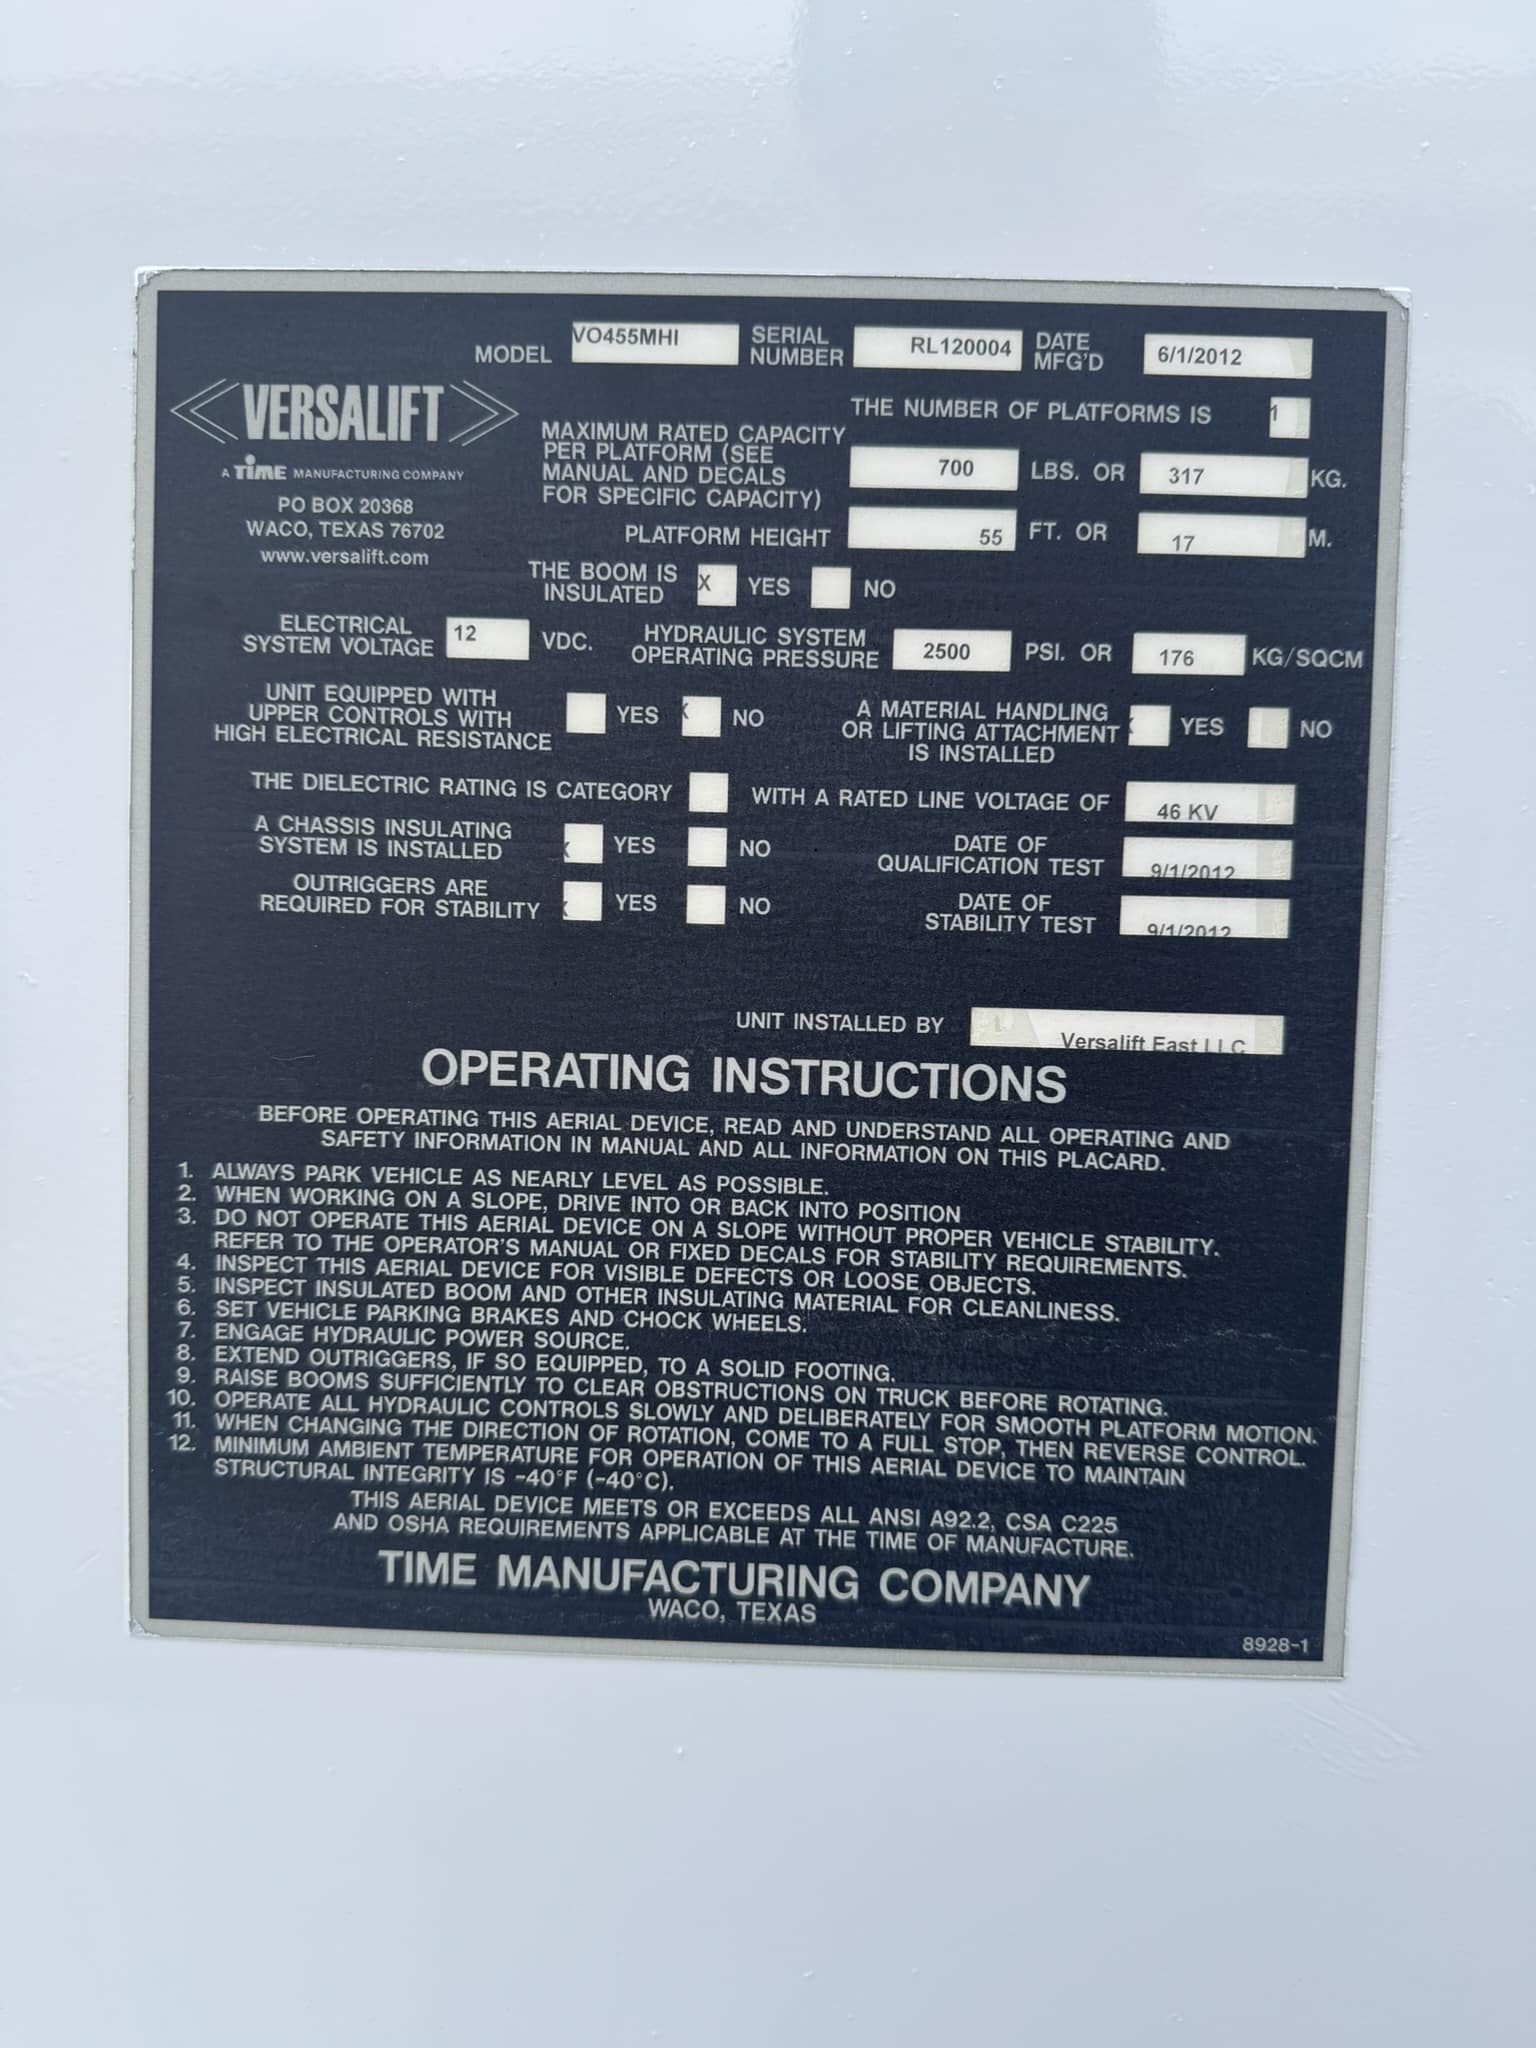 MODEL VO455MHI SERIAL NUMBER RL120004 DATE MFG'D 6/1/2012
VERSALIFT
A TIME MANUFACTURING COMPANY
PO BOX 20368
WACO, TEXAS 76702
www.versalift.com
THE NUMBER OF PLATFORMS IS 1
MAXIMUM RATED CAPACITY
PER PLATFORM (SEE
MANUAL AND DECALS
FOR SPECIFIC CAPACITY) 700 LBS. OR 317 KG.
PLATFORM HEIGHT 55 FT. OR 17 M.
THE BOOM IS
INSULATED X YES NO
ELECTRICAL
SYSTEM VOLTAGE 12 VDC.
HYDRAULIC SYSTEM
OPERATING PRESSURE 2500 PSI. OR 176 KG/SQCM
UNIT EQUIPPED WITH
UPPER CONTROLS WITH
HIGH ELECTRICAL RESISTANCE YES X NO
A MATERIAL HANDLING
OR LIFTING ATTACHMENT
IS INSTALLED X YES NO
THE DIELECTRIC RATING IS CATEGORY WITH A RATED LINE VOLTAGE OF 46 KV
A CHASSIS INSULATING
SYSTEM IS INSTALLED X YES NO
DATE OF
QUALIFICATION TEST 9/1/2012
OUTRIGGERS ARE
REQUIRED FOR STABILITY X YES NO
DATE OF
STABILITY TEST 9/1/2012
UNIT INSTALLED BY Versalift East LLC
OPERATING INSTRUCTIONS
BEFORE OPERATING THIS AERIAL DEVICE, READ AND UNDERSTAND ALL OPERATING AND
SAFETY INFORMATION IN MANUAL AND ALL INFORMATION ON THIS PLACARD.
1. ALWAYS PARK VEHICLE AS NEARLY LEVEL AS POSSIBLE.
2. WHEN WORKING ON A SLOPE, DRIVE INTO OR BACK INTO POSITION
3. DO NOT OPERATE THIS AERIAL DEVICE ON A SLOPE WITHOUT PROPER VEHICLE STABILITY.
REFER TO THE OPERATOR'S MANUAL OR FIXED DECALS FOR STABILITY REQUIREMENTS.
4. INSPECT THIS AERIAL DEVICE FOR VISIBLE DEFECTS OR LOOSE OBJECTS.
5. INSPECT INSULATED BOOM AND OTHER INSULATING MATERIAL FOR CLEANLINESS.
6. SET VEHICLE PARKING BRAKES AND CHOCK WHEELS.
7. ENGAGE HYDRAULIC POWER SOURCE.
8. EXTEND OUTRIGGERS, IF SO EQUIPPED, TO A SOLID FOOTING.
9. RAISE BOOMS SUFFICIENTLY TO CLEAR OBSTRUCTIONS ON TRUCK BEFORE ROTATING.
10. OPERATE ALL HYDRAULIC CONTROLS SLOWLY AND DELIBERATELY FOR SMOOTH PLATFORM MOTION.
11. WHEN CHANGING THE DIRECTION OF ROTATION, COME TO A FULL STOP, THEN REVERSE CONTROL.
12. MINIMUM AMBIENT TEMPERATURE FOR OPERATION OF THIS AERIAL DEVICE TO MAINTAIN
STRUCTURAL INTEGRITY IS -40°F (-40°C).
THIS AERIAL DEVICE MEETS OR EXCEEDS ALL ANSI A92.2, CSA C225
AND OSHA REQUIREMENTS APPLICABLE AT THE TIME OF MANUFACTURE.
TIME MANUFACTURING COMPANY
WACO, TEXAS
8928-1